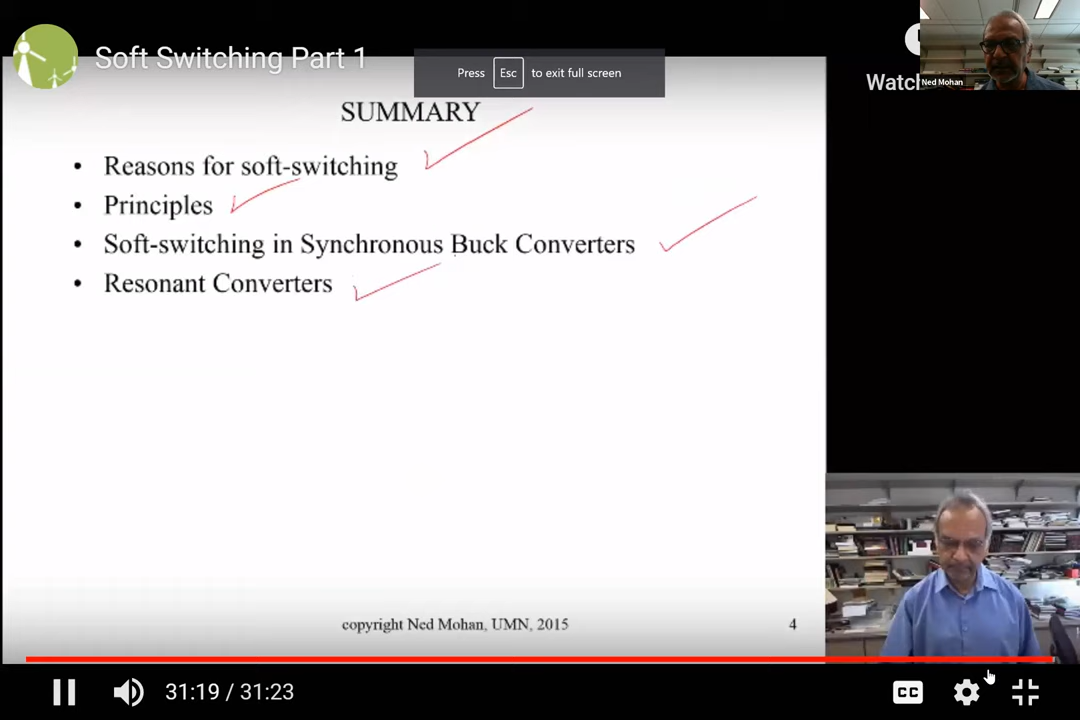 Soft Switching Part 1
Press Esc to exit full screen
Ned Mohan
Watch
SUMMARY
• Reasons for soft-switching
• Principles
• Soft-switching in Synchronous Buck Converters
• Resonant Converters
copyright Ned Mohan, UMN, 2015
4
31:19 / 31:23
CC